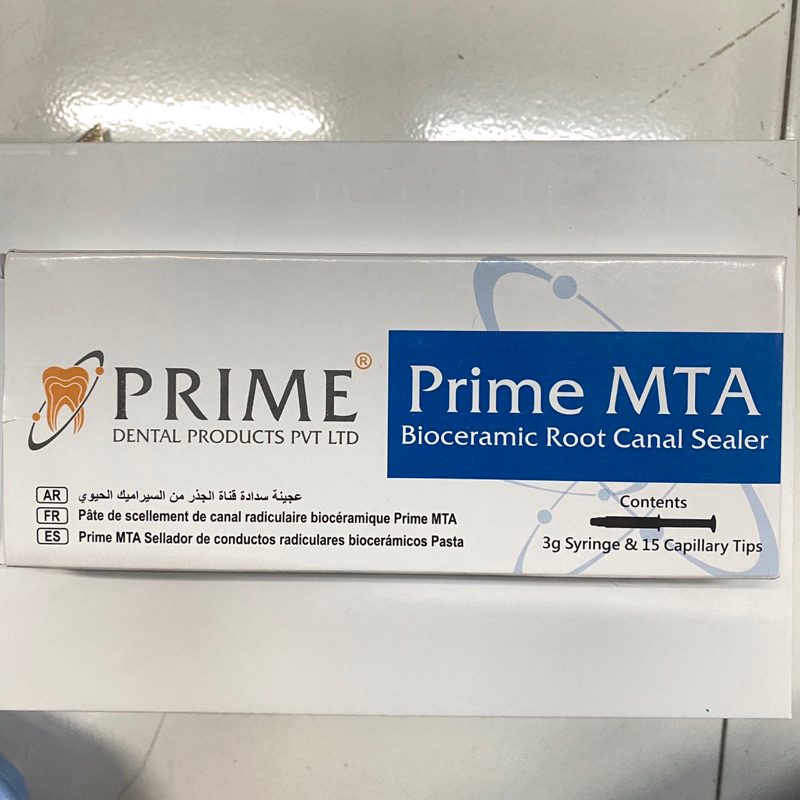 PRIME®
DENTAL PRODUCTS PVT LTD
Prime MTA
Bioceramic Root Canal Sealer
AR عجينة سدادة قناة الجذر من السيراميك الحيوي
FR Pâte de scellement de canal radiculaire biocéramique Prime MTA
ES Prime MTA Sellador de conductos radiculares biocerámicos Pasta
Contents
3g Syringe & 15 Capillary Tips